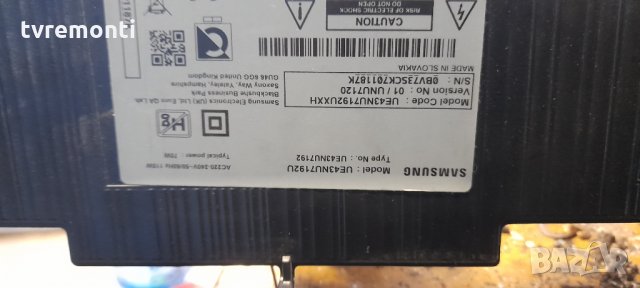 tvremonti
SAMSUNG
Model : UE43NU7192U
Type No.: UE43NU7192
AC220-240V~50/60Hz 115W
Typical power : 70W
Model Code: UE43NU7192UXXH
Version No : 01 / UNU7120
S/N : 0BVZ3SCK701187K
MADE IN SLOVAKIA
Samsung Electronics (UK) Ltd, Euro QA Lab.
Blackbushe Business Park
Saxony Way, Yateley, Hampshire
GU46 6GG United Kingdom
CAUTION
RISK OF ELECTRIC SHOCK
DO NOT OPEN
BAZAR